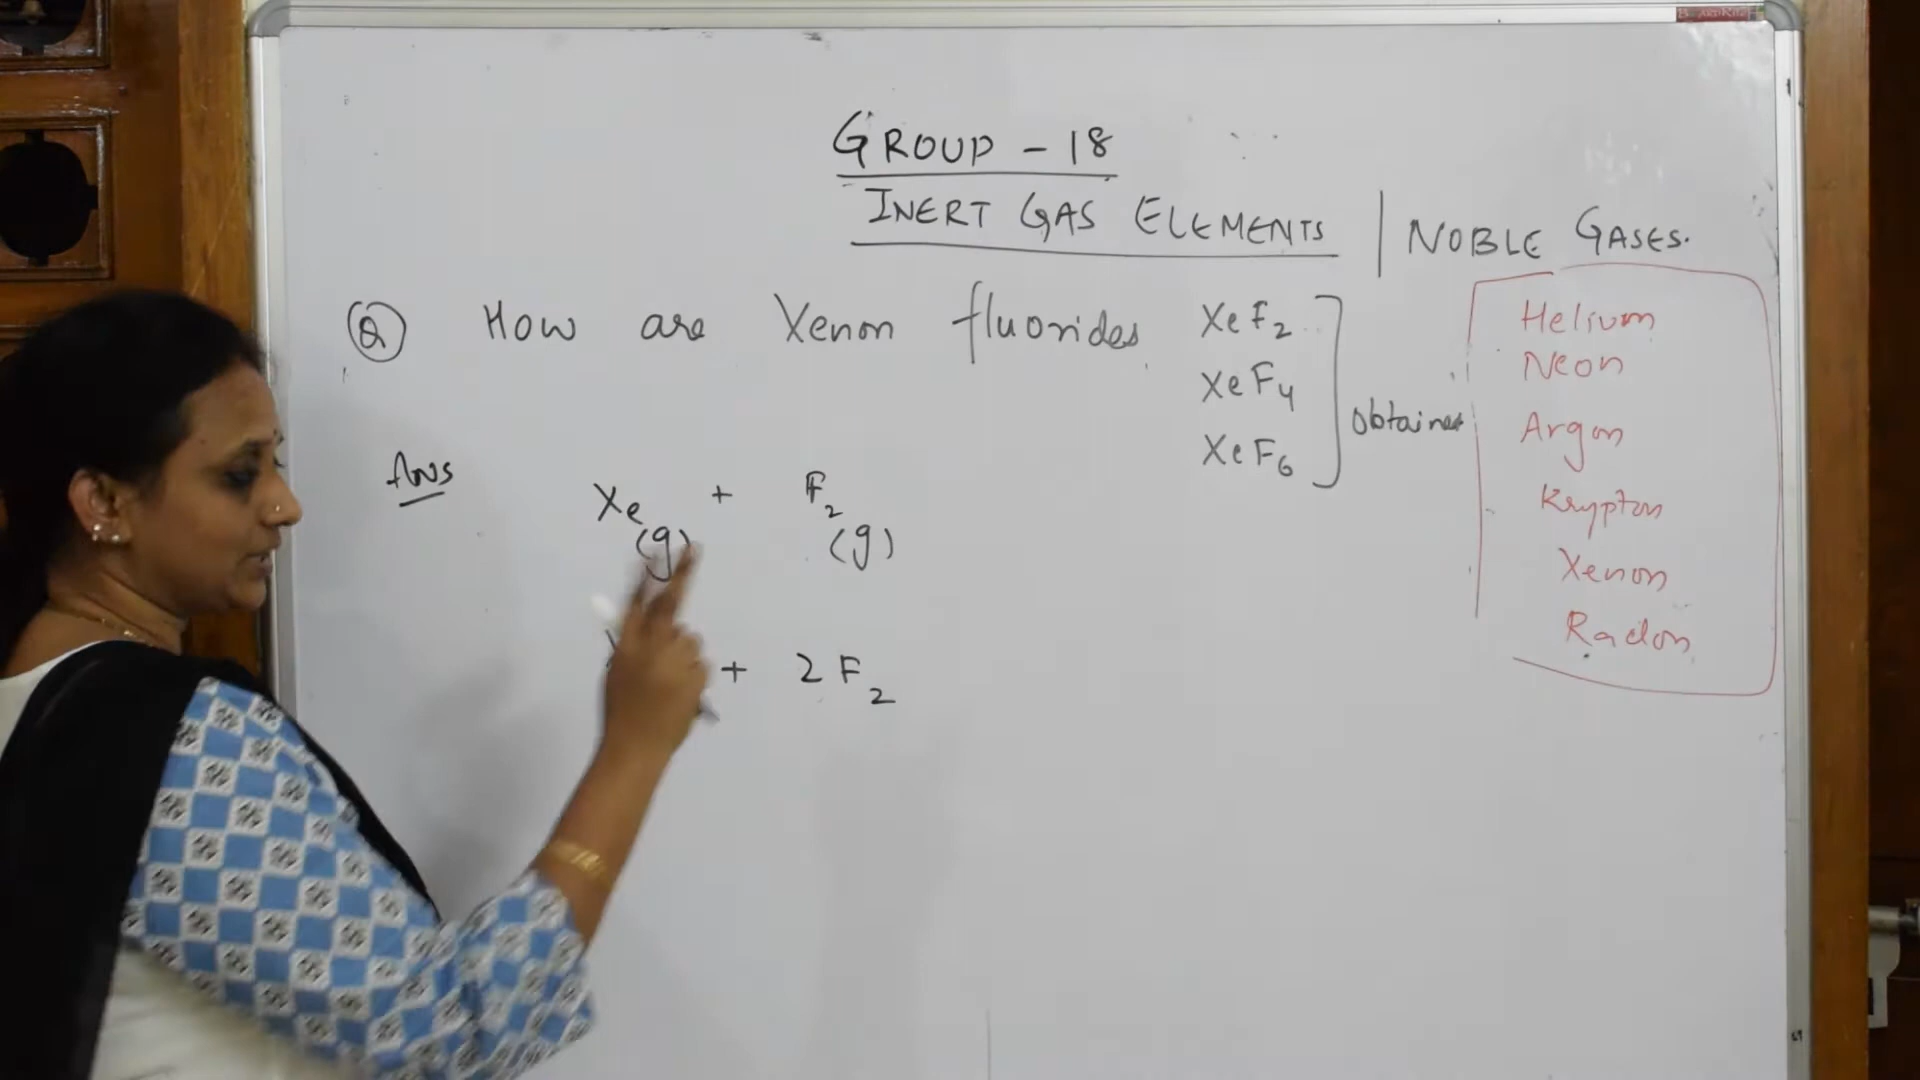 GROUP - 18
INERT GAS ELEMENTS | NOBLE GASES.
Q How are Xenon fluorides XeF2
XeF4
XeF6
Obtained
Helium
Neon
Argon
Krypton
Xenon
Radon
Ans
Xe(g) + F2(g)
+ 2F2